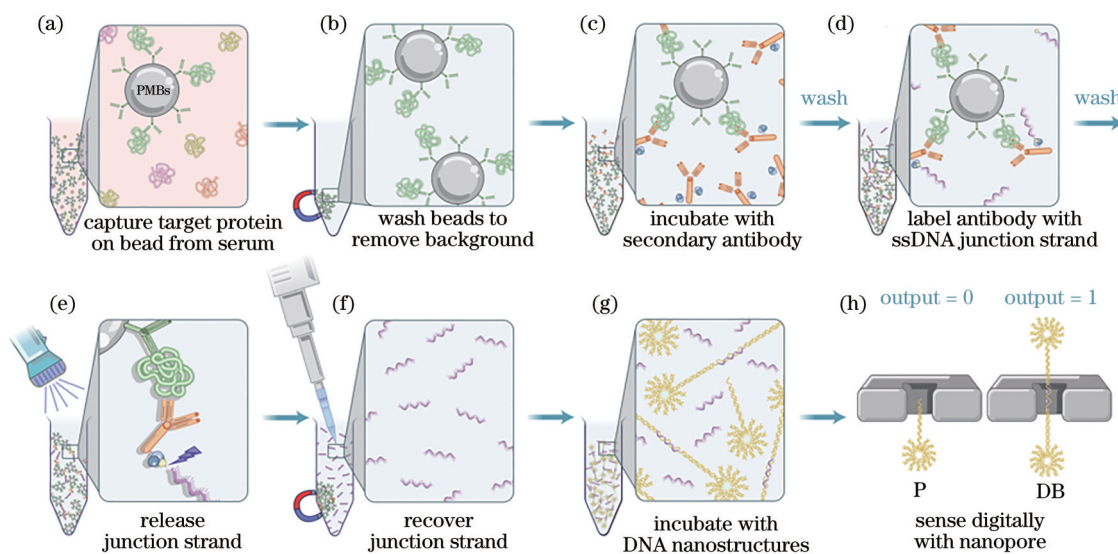 (a)
PMBs
capture target protein
on bead from serum
(b)
wash beads to
remove background
(c)
incubate with
secondary antibody
wash
(d)
label antibody with
ssDNA junction strand
wash
(e)
release
junction strand
(f)
recover
junction strand
(g)
incubate with
DNA nanostructures
(h)
output = 0
output = 1
P
DB
sense digitally
with nanopore